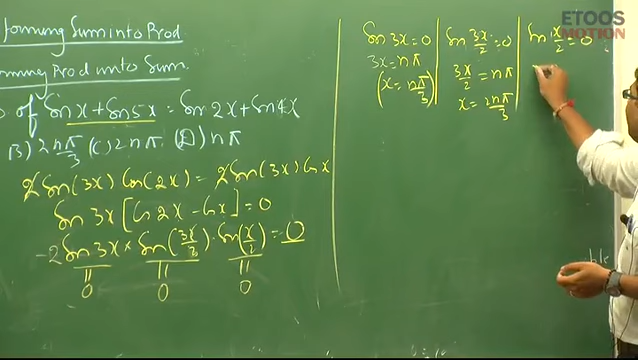 forming Sum into Prod.
forming Prod into Sum.
of Sin x + Sin 5x = Sin 2x + Sin 4x
B) 2nπ/3 (C) 2nπ (D) nπ
2 Sin(3x) Cos(2x) = 2 Sin(3x) Cos x
Sin 3x [Cos 2x - Cos x] = 0
-2 Sin 3x × Sin(3x/2) · Sin(x/2) = 0
0 0 0
Sin 3x = 0
3x = nπ
(x = nπ/3)
Sin 3x/2 = 0
3x/2 = nπ
x = 2nπ/3
Sin x/2 = 0
ETOOS
MOTION